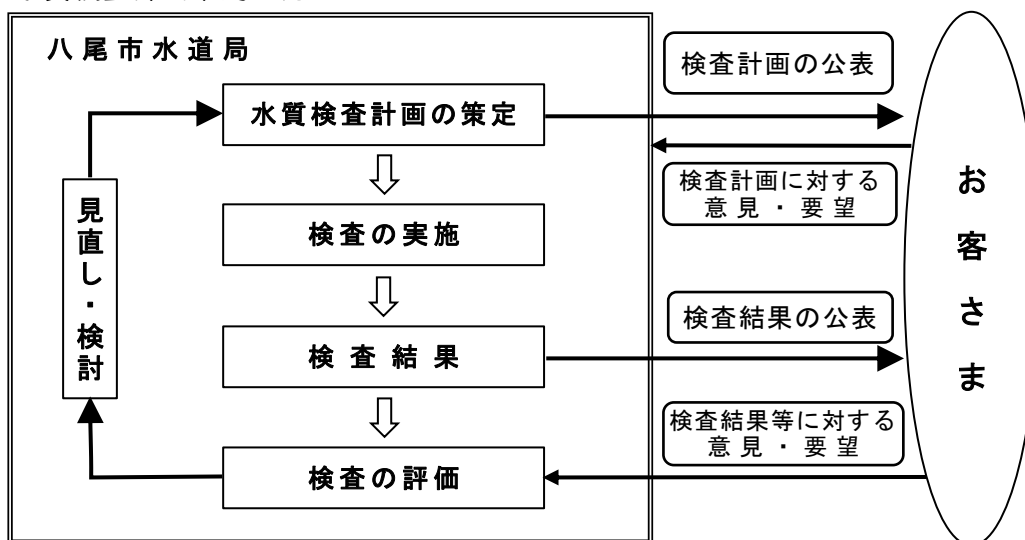 八尾市水道局
検査計画の公表
水質検査計画の策定
検査計画に対する
意見・要望
検査の実施
見直し・検討
お客さま
検査結果の公表
検査結果
検査結果等に対する
意見・要望
検査の評価